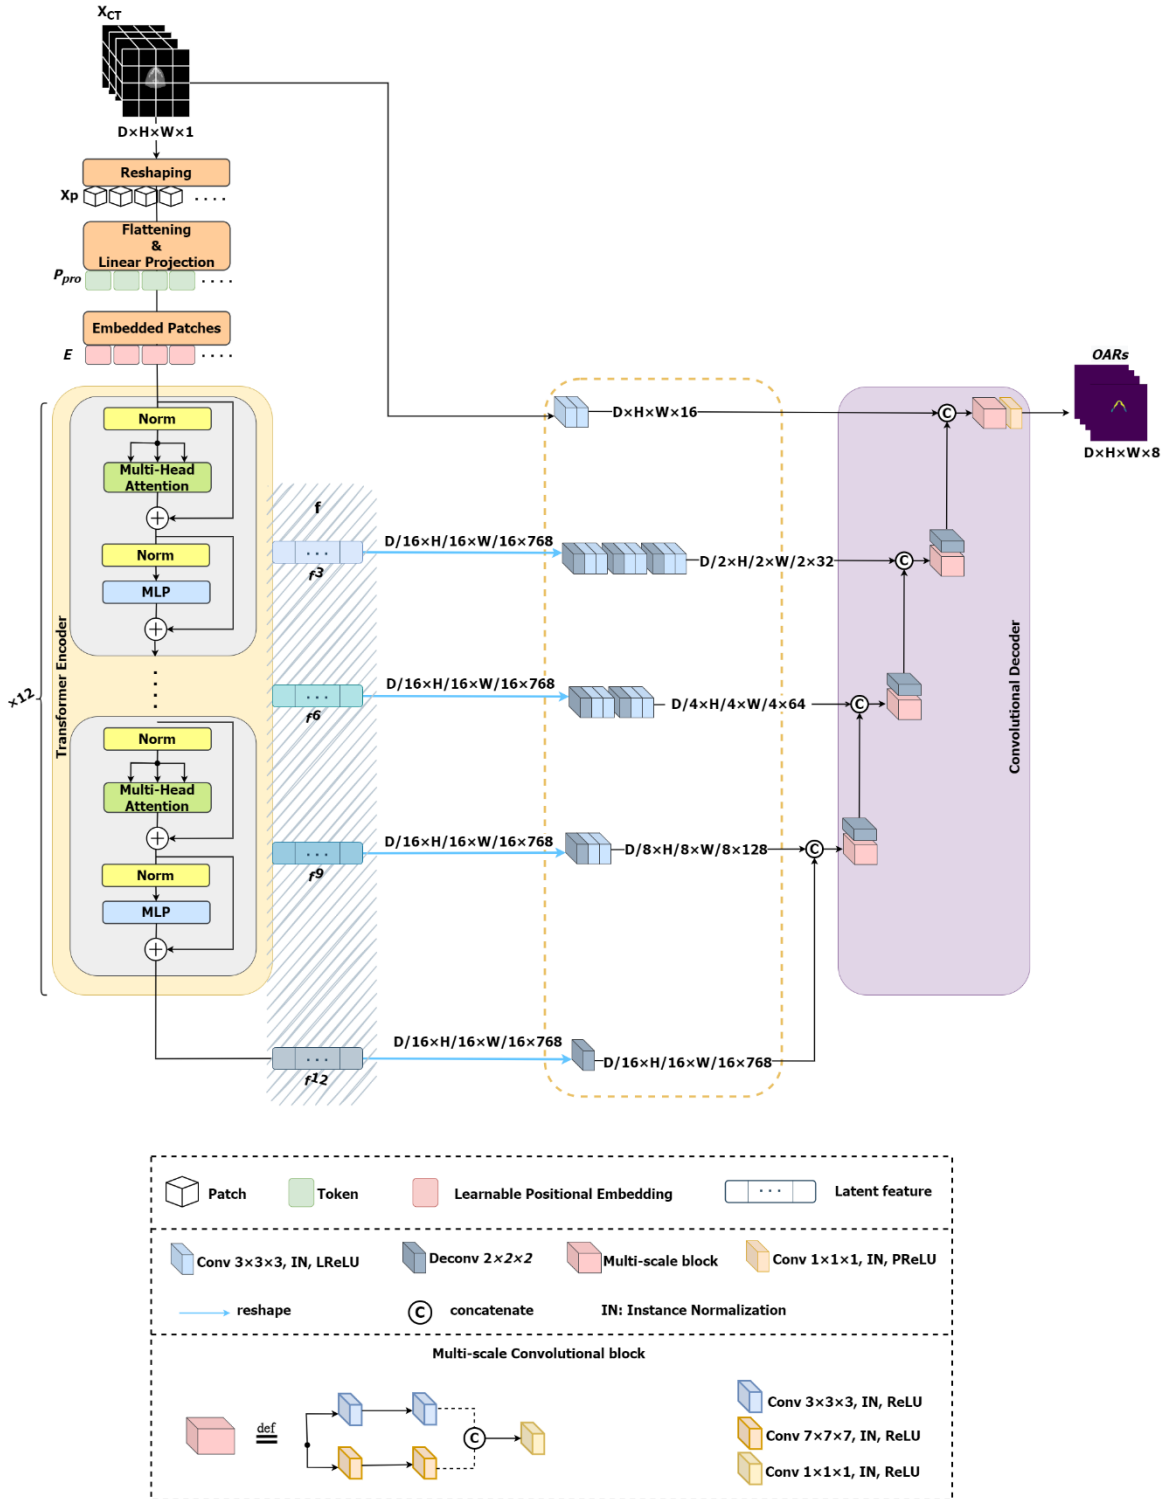 X_CT
D×H×W×1
Reshaping
Xp
....
Flattening
&
Linear Projection
P_pro
....
Embedded Patches
E
....
OARs
D×H×W×8
Transformer Encoder
×12
Norm
Multi-Head
Attention
Norm
MLP
Norm
Multi-Head
Attention
Norm
MLP
f
... 
f3
...
f6
...
f9
...
f12
D/16×H/16×W/16×768
D/16×H/16×W/16×768
D/16×H/16×W/16×768
D/16×H/16×W/16×768
D×H×W×16
D/2×H/2×W/2×32
D/4×H/4×W/4×64
D/8×H/8×W/8×128
D/16×H/16×W/16×768
C
C
C
C
Convolutional Decoder
Patch
Token
Learnable Positional Embedding
...
Latent feature
Conv 3×3×3, IN, LReLU
Deconv 2×2×2
Multi-scale block
Conv 1×1×1, IN, PReLU
reshape
C concatenate
IN: Instance Normalization
Multi-scale Convolutional block
def
C
Conv 3×3×3, IN, ReLU
Conv 7×7×7, IN, ReLU
Conv 1×1×1, IN, ReLU